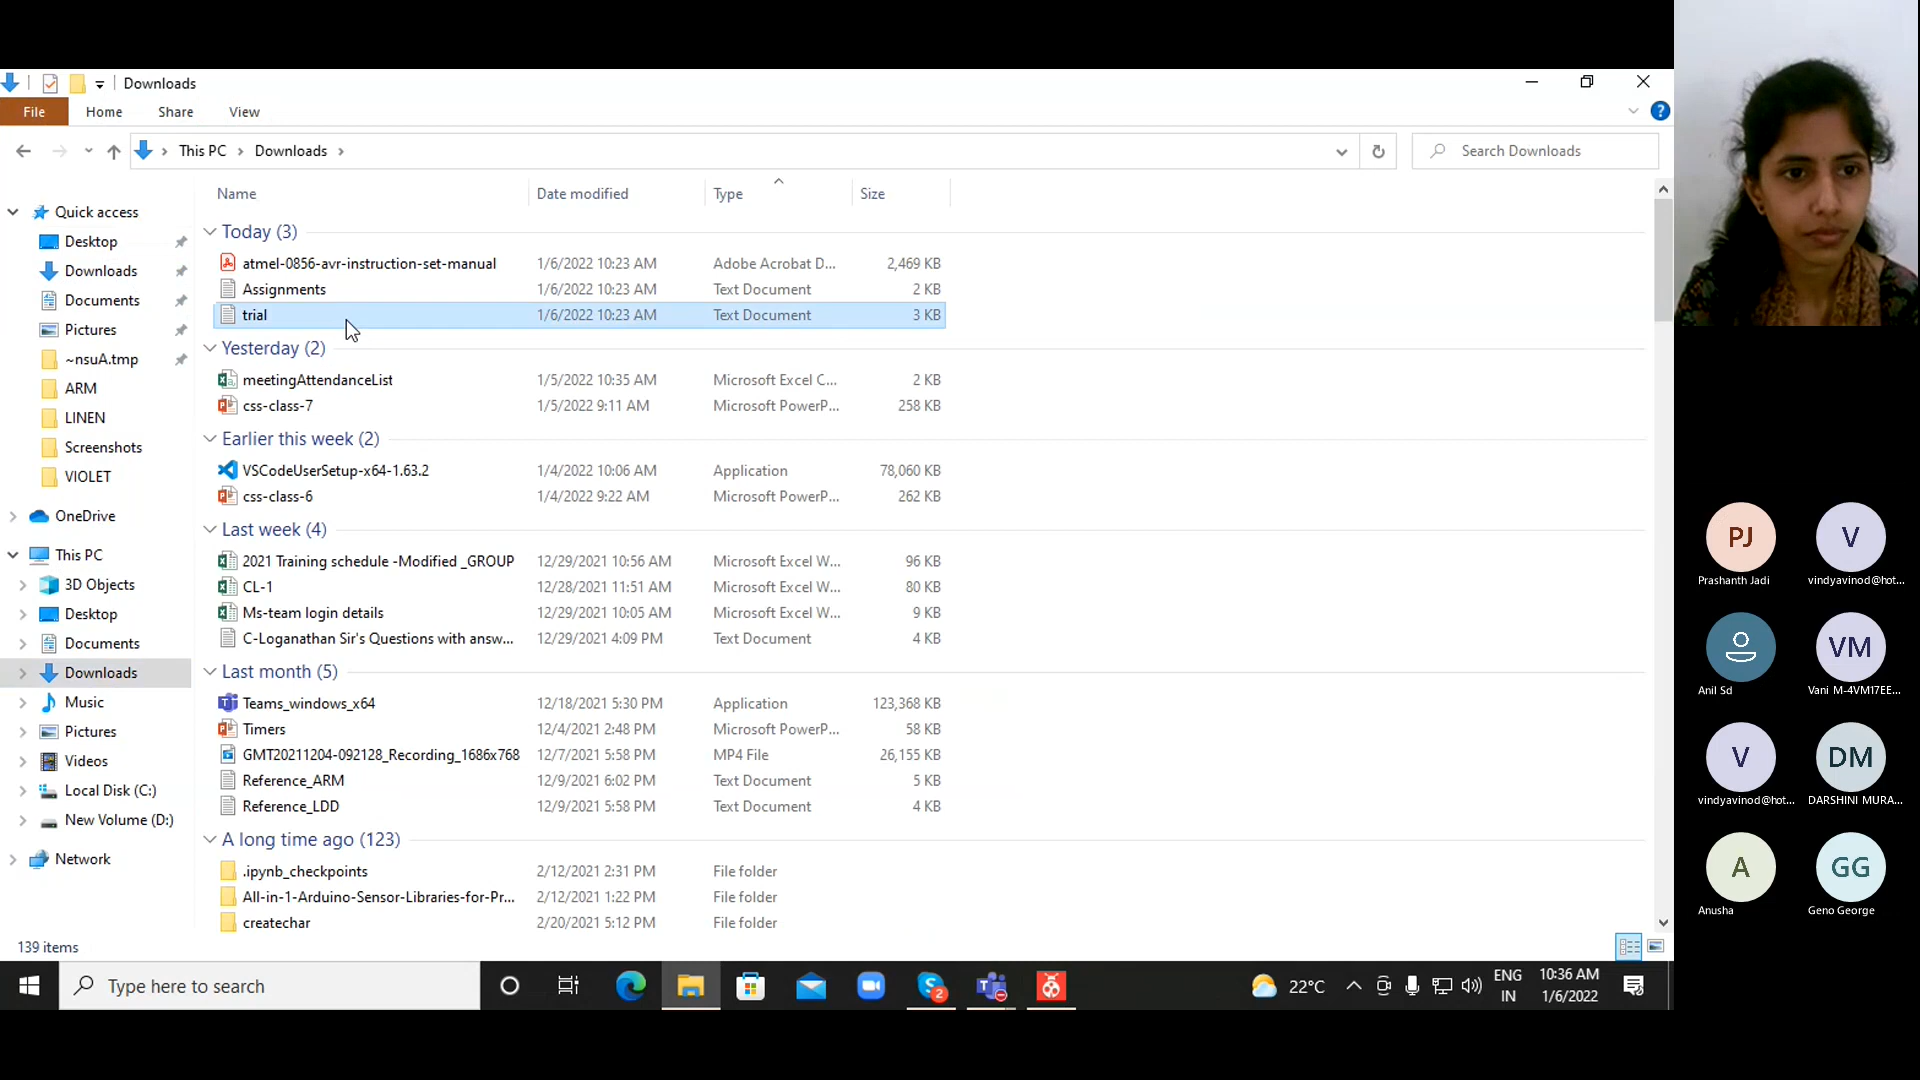 Downloads
File Home Share View
This PC Downloads
Search Downloads
Name Date modified Type Size
Quick access
Desktop
Downloads
Documents
Pictures
~nsuA.tmp
ARM
LINEN
Screenshots
VIOLET
OneDrive
This PC
3D Objects
Desktop
Documents
Downloads
Music
Pictures
Videos
Local Disk (C:)
New Volume (D:)
Network
Today (3)
atmel-0856-avr-instruction-set-manual 1/6/2022 10:23 AM Adobe Acrobat D... 2,469 KB
Assignments 1/6/2022 10:23 AM Text Document 2 KB
trial 1/6/2022 10:23 AM Text Document 3 KB
Yesterday (2)
meetingAttendanceList 1/5/2022 10:35 AM Microsoft Excel C... 2 KB
css-class-7 1/5/2022 9:11 AM Microsoft PowerP... 258 KB
Earlier this week (2)
VSCodeUserSetup-x64-1.63.2 1/4/2022 10:06 AM Application 78,060 KB
css-class-6 1/4/2022 9:22 AM Microsoft PowerP... 262 KB
Last week (4)
2021 Training schedule -Modified _GROUP 12/29/2021 10:56 AM Microsoft Excel W... 96 KB
CL-1 12/28/2021 11:51 AM Microsoft Excel W... 80 KB
Ms-team login details 12/29/2021 10:05 AM Microsoft Excel W... 9 KB
C-Loganathan Sir's Questions with answ... 12/29/2021 4:09 PM Text Document 4 KB
Last month (5)
Teams_windows_x64 12/18/2021 5:30 PM Application 123,368 KB
Timers 12/4/2021 2:48 PM Microsoft PowerP... 58 KB
GMT20211204-092128_Recording_1686x768 12/7/2021 5:58 PM MP4 File 26,155 KB
Reference_ARM 12/9/2021 6:02 PM Text Document 5 KB
Reference_LDD 12/9/2021 5:58 PM Text Document 4 KB
A long time ago (123)
.ipynb_checkpoints 2/12/2021 2:31 PM File folder
All-in-1-Arduino-Sensor-Libraries-for-Pr... 2/12/2021 1:22 PM File folder
createchar 2/20/2021 5:12 PM File folder
139 items
Type here to search
2
22°C
ENG
IN
10:36 AM
1/6/2022
PJ V
Prashanth Jadi vindyavinod@hot...
VM
Anil Sd Vani M-4VM17EE...
V DM
vindyavinod@hot... DARSHINI MURA...
A GG
Anusha Geno George